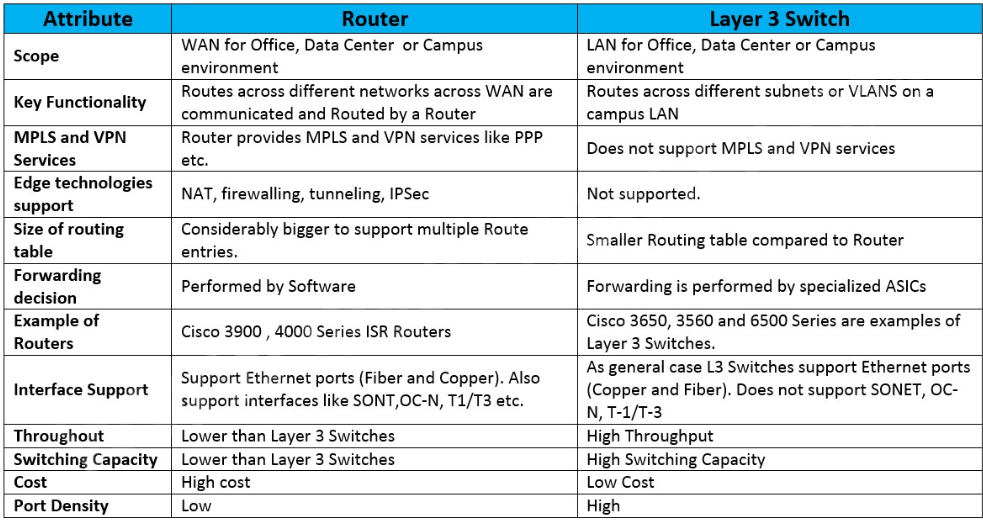 Attribute Router Layer 3 Switch
Scope
WAN for Office, Data Center or Campus
environment
LAN for Office, Data Center or Campus
environment
Key Functionality
Routes across different networks across WAN are
communicated and Routed by a Router
Routes across different subnets or VLANS on a
campus LAN
MPLS and VPN
Services
Router provides MPLS and VPN services like PPP
etc.
Does not support MPLS and VPN services
Edge technologies
support
NAT, firewalling, tunneling, IPSec
Not supported.
Size of routing
table
Considerably bigger to support multiple Route
entries.
Smaller Routing table compared to Router
Forwarding
decision
Performed by Software
Forwarding is performed by specialized ASICs
Example of
Routers
Cisco 3900 , 4000 Series ISR Routers
Cisco 3650, 3560 and 6500 Series are examples of
Layer 3 Switches.
Interface Support
Support Ethernet ports (Fiber and Copper). Also
support interfaces like SONT,OC-N, T1/T3 etc.
As general case L3 Switches support Ethernet ports
(Copper and Fiber). Does not support SONET, OC-
N, T-1/T-3
Throughout
Lower than Layer 3 Switches
High Throughput
Switching Capacity
Lower than Layer 3 Switches
High Switching Capacity
Cost
High cost
Low Cost
Port Density
Low
High